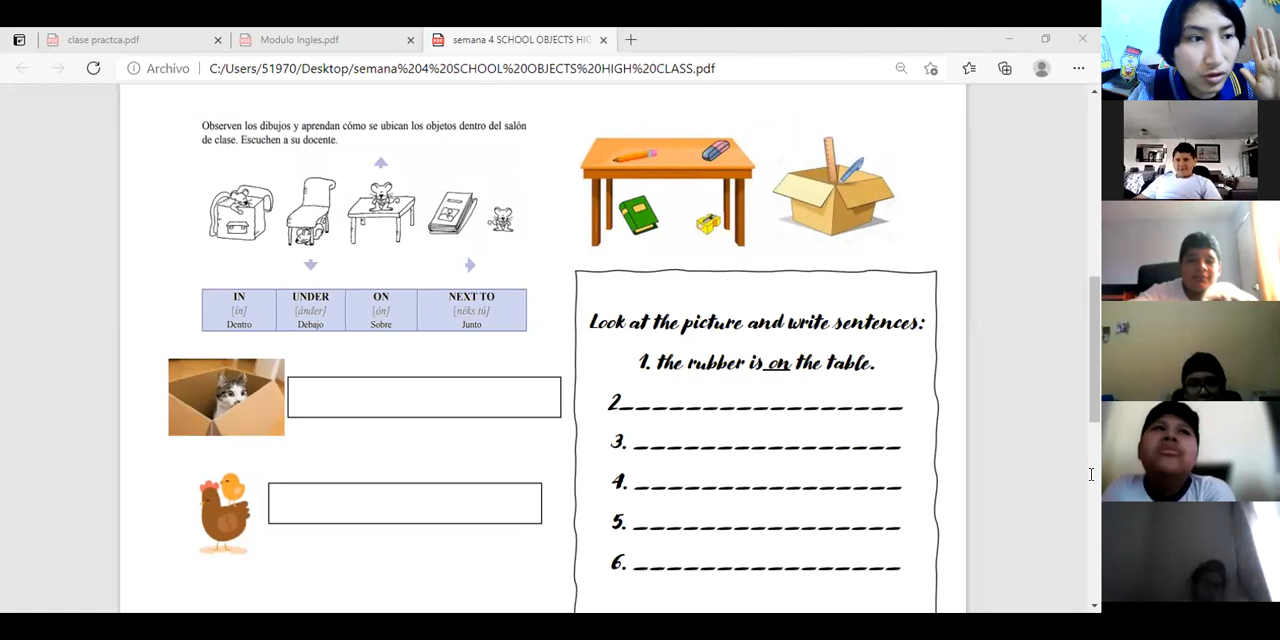 clase practca.pdf
Modulo Ingles.pdf
semana 4 SCHOOL OBJECTS HIG
Archivo
C:/Users/51970/Desktop/semana%204%20SCHOOL%20OBJECTS%20HIGH%20CLASS.pdf
Observen los dibujos y aprendan cómo se ubican los objetos dentro del salón
de clase. Escuchen a su docente.
IN UNDER ON NEXT TO
[in] [ánder] [ón] [néks tú]
Dentro Debajo Sobre Junto
Look at the picture and write sentences:
1. the rubber is on the table.
2
3.
4.
5.
6.